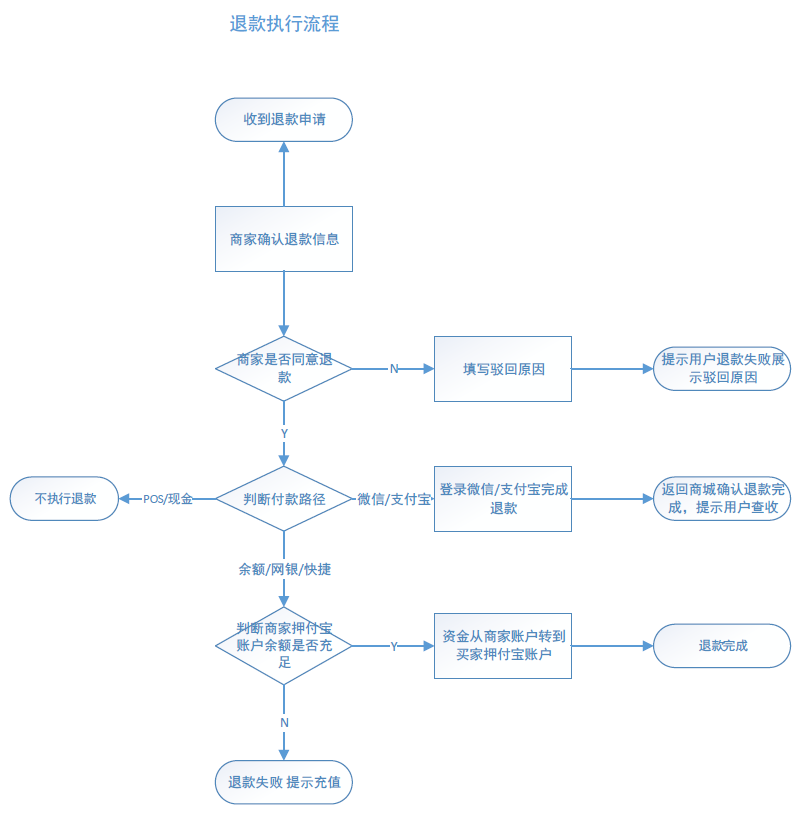 退款执行流程
收到退款申请
商家确认退款信息
商家是否同意退
款
N
填写驳回原因
提示用户退款失败展
示驳回原因
Y
不执行退款
POS/现金
判断付款路径
微信/支付宝
登录微信/支付宝完成
退款
返回商城确认退款完
成，提示用户查收
余额/网银/快捷
判断商家押付宝
账户余额是否充
足
Y
资金从商家账户转到
买家押付宝账户
退款完成
N
退款失败 提示充值